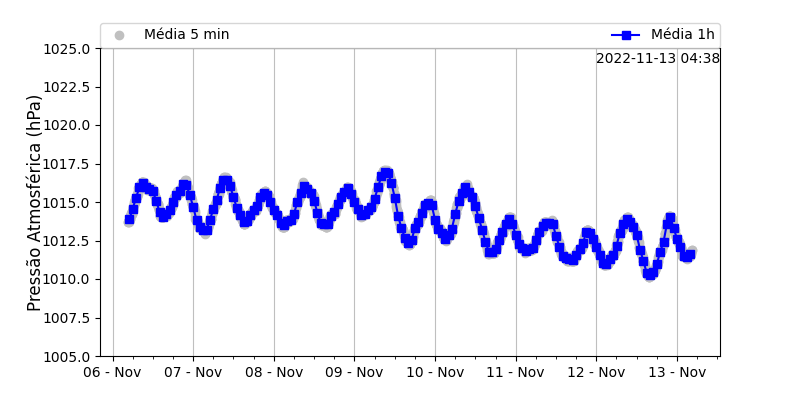 Média 5 min
Média 1h
2022-11-13 04:38
Pressão Atmosférica (hPa)
1025.0
1022.5
1020.0
1017.5
1015.0
1012.5
1010.0
1007.5
1005.0
06 - Nov
07 - Nov
08 - Nov
09 - Nov
10 - Nov
11 - Nov
12 - Nov
13 - Nov